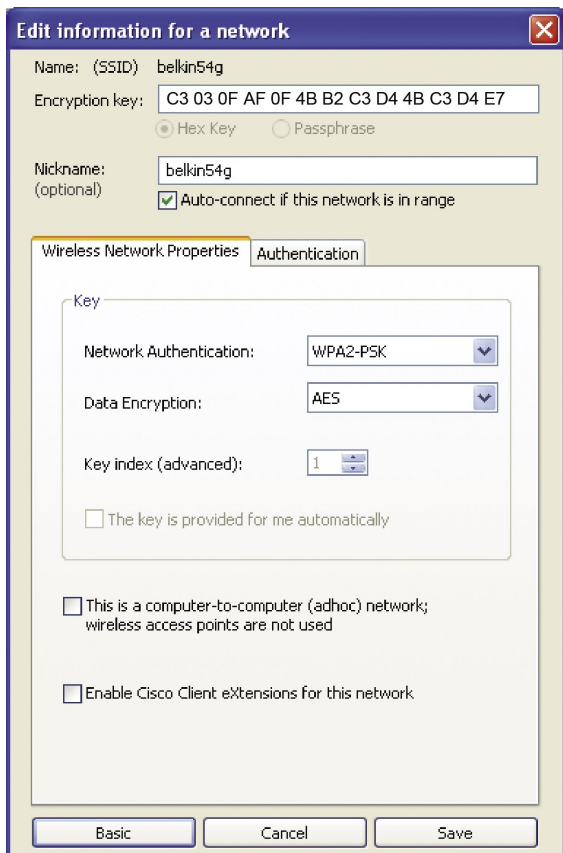 Edit information for a network
Name: (SSID) belkin54g
Encryption key: C3 03 0F AF 0F 4B B2 C3 D4 4B C3 D4 E7
Hex Key Passphrase
Nickname: belkin54g
(optional)
Auto-connect if this network is in range
Wireless Network Properties Authentication
Key
Network Authentication: WPA2-PSK
Data Encryption: AES
Key index (advanced): 1
The key is provided for me automatically
This is a computer-to-computer (adhoc) network;
wireless access points are not used
Enable Cisco Client eXtensions for this network
Basic Cancel Save